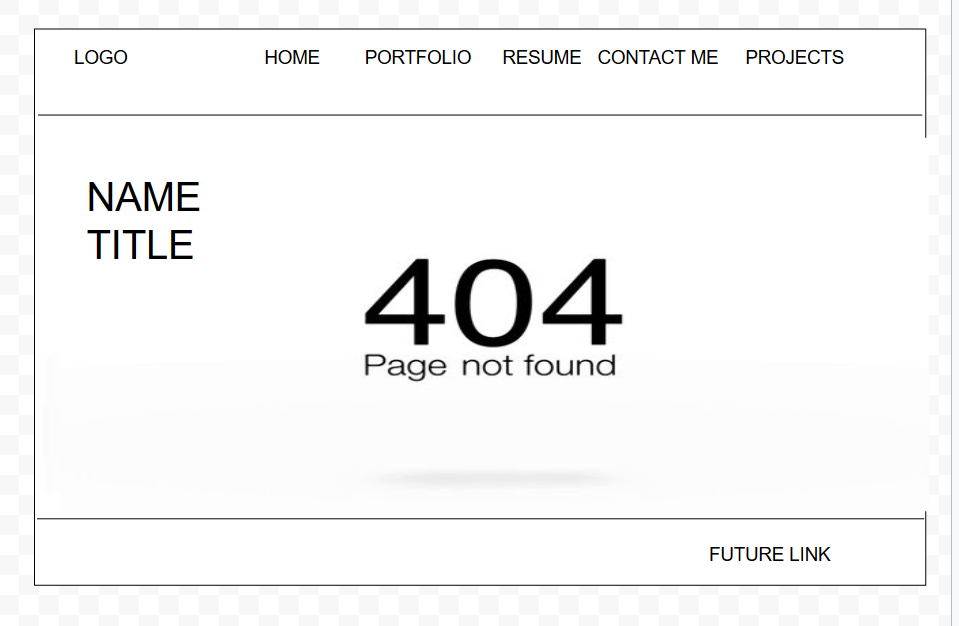 LOGO HOME PORTFOLIO RESUME CONTACT ME PROJECTS
NAME
TITLE
404
Page not found
FUTURE LINK